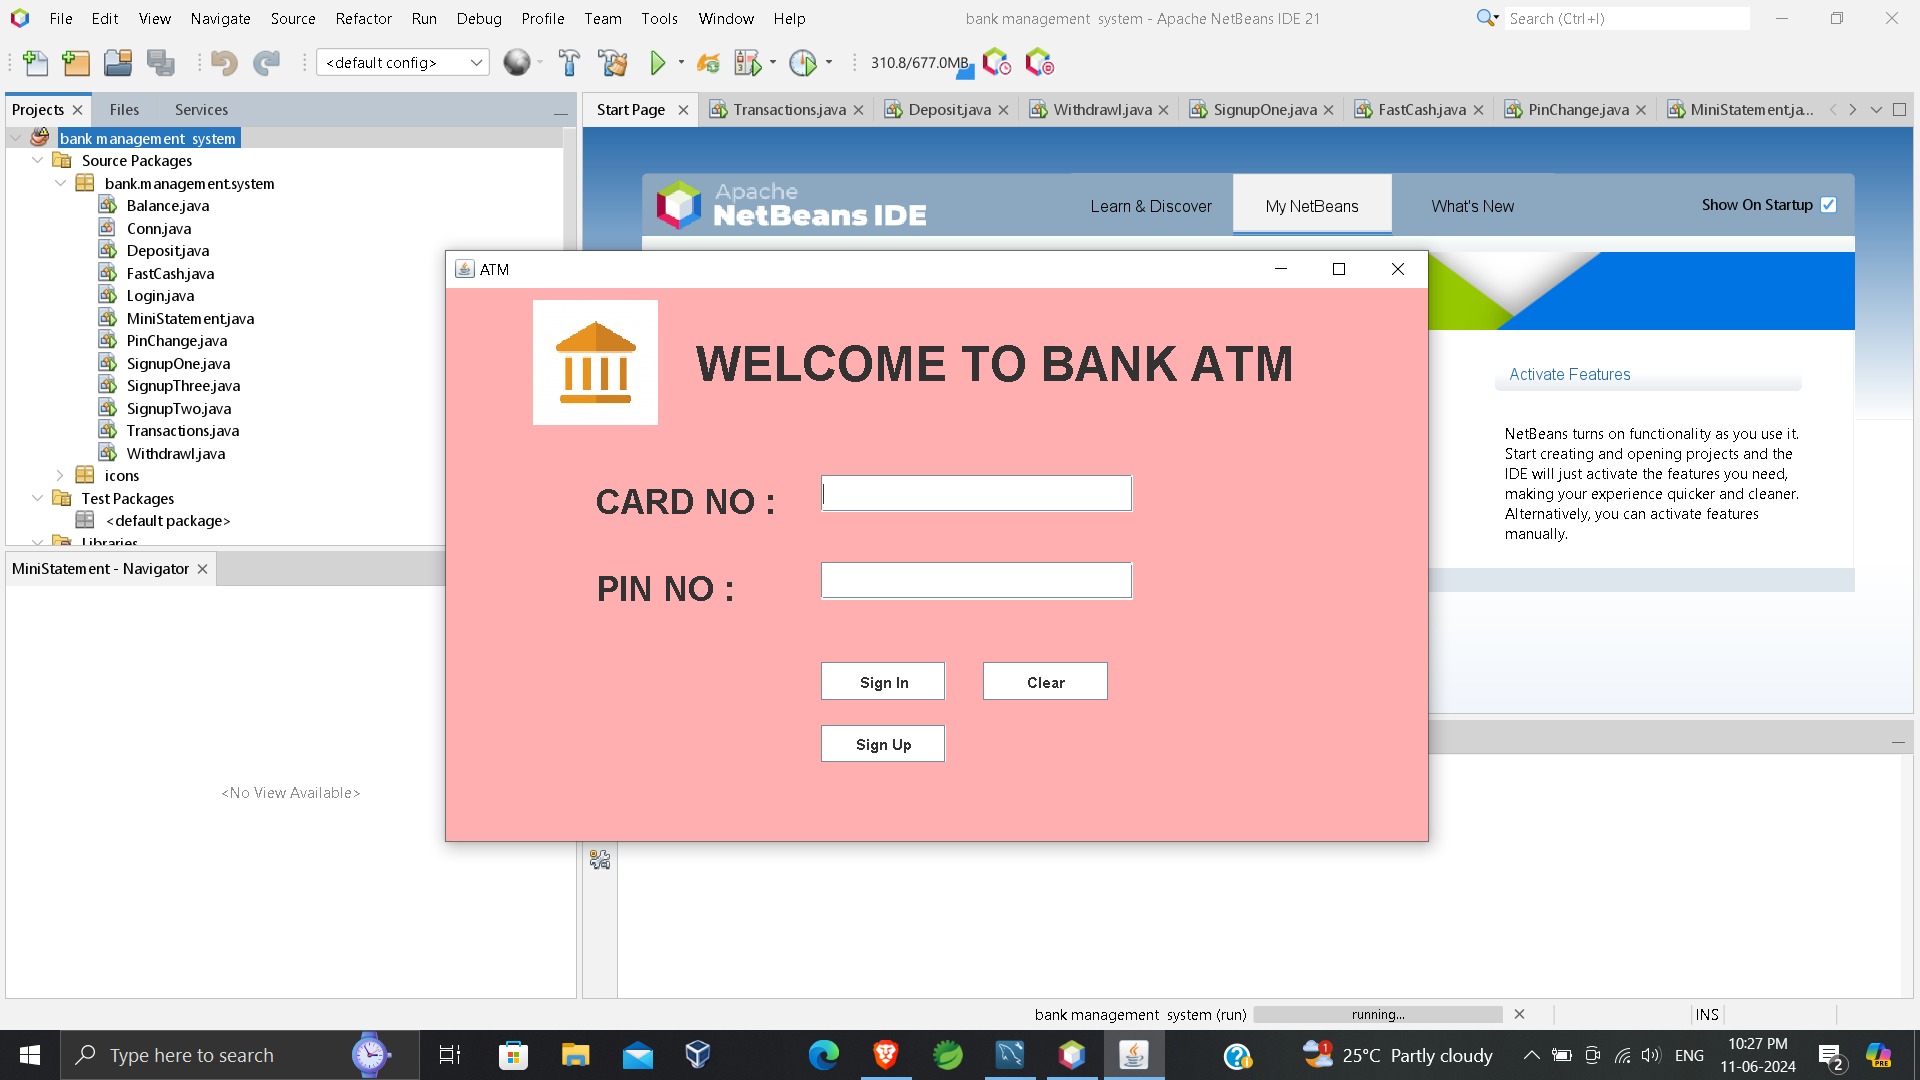 File Edit View Navigate Source Refactor Run Debug Profile Team Tools Window Help
bank management system - Apache NetBeans IDE 21
Search (Ctrl+I)
<default config>
310.8/677.0MB
Projects Files Services
Start Page Transactions.java Deposit.java Withdrawl.java SignupOne.java FastCash.java PinChange.java MiniStatement.ja...
bank management system
Source Packages
bank.management.system
Balance.java
Conn.java
Deposit.java
FastCash.java
Login.java
MiniStatement.java
PinChange.java
SignupOne.java
SignupThree.java
SignupTwo.java
Transactions.java
Withdrawl.java
icons
Test Packages
<default package>
Libraries
MiniStatement - Navigator
<No View Available>
Apache
NetBeans IDE
Learn & Discover
My NetBeans
What's New
Show On Startup
Activate Features
NetBeans turns on functionality as you use it.
Start creating and opening projects and the
IDE will just activate the features you need,
making your experience quicker and cleaner.
Alternatively, you can activate features
manually.
ATM
WELCOME TO BANK ATM
CARD NO :
PIN NO :
Sign In
Clear
Sign Up
bank management system (run)
running...
INS
Type here to search
1
25°C Partly cloudy
ENG
10:27 PM
11-06-2024
2
PRE